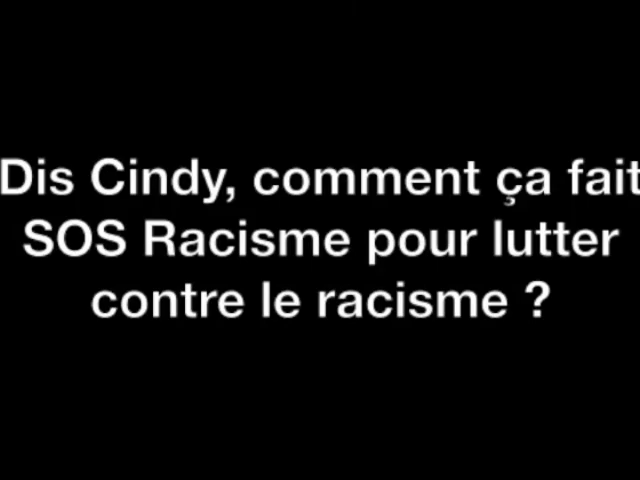 Dis Cindy, comment ça fait
SOS Racisme pour lutter
contre le racisme ?